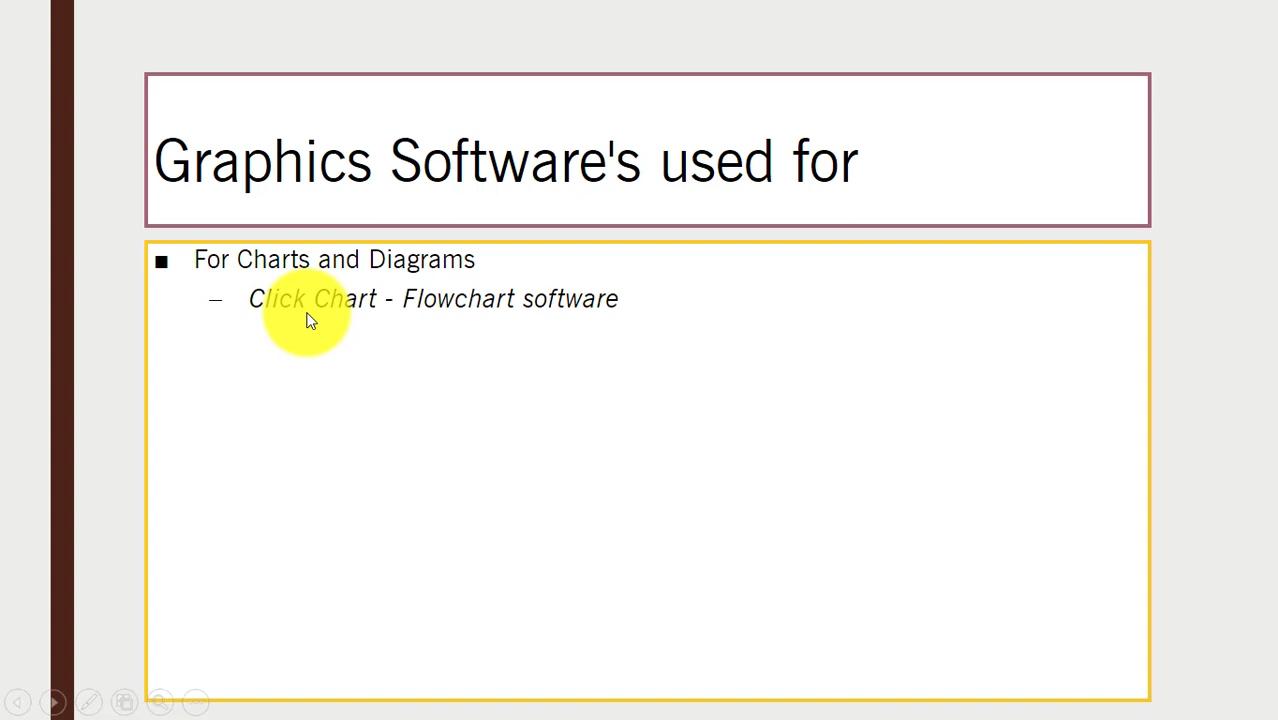 Graphics Software's used for
■ For Charts and Diagrams
– Click Chart - Flowchart software